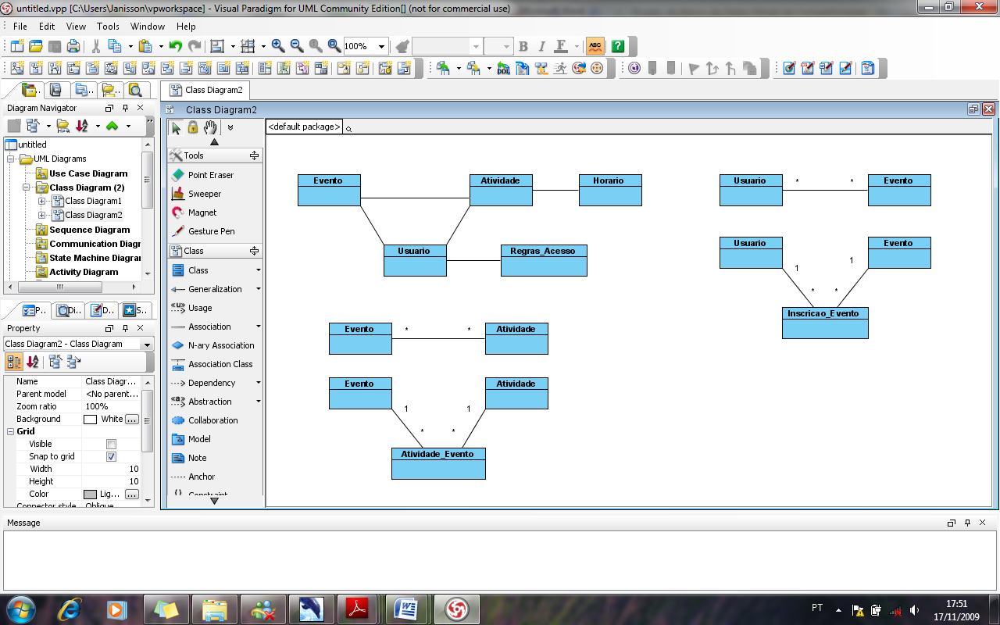 untitled.vpp [C:\Users\Janisson\vpworkspace] - Visual Paradigm for UML Community Edition[] (not for commercial use)
File Edit View Tools Window Help
100%
B I F ABC ?
DDL
Class Diagram2
Diagram Navigator
Class Diagram2
<default package>
untitled
UML Diagrams
Use Case Diagram
Class Diagram (2)
Class Diagram1
Class Diagram2
Sequence Diagram
Communication Diagr
State Machine Diagra
Activity Diagram
P.. Di.. D.. S..
Property
Class Diagram2 - Class Diagram
Name Class Diagr...
Parent model <No parent...
Zoom ratio 100%
Background White ...
Grid
Visible
Snap to grid
Width 10
Height 10
Color Lig... ...
Connector style Oblique
Tools
Point Eraser
Sweeper
Magnet
Gesture Pen
Class
Class
Generalization
«u» Usage
Association
N-ary Association
Association Class
Dependency
«a» Abstraction
Collaboration
Model
Note
Anchor
{} Constraint
Evento
Atividade
Horario
Usuario
Regras_Acesso
Usuario * * Evento
Usuario
Evento
1 1
* *
Inscricao_Evento
Evento * * Atividade
Evento
Atividade
1 1
* *
Atividade_Evento
Message
PT
17:51
17/11/2009